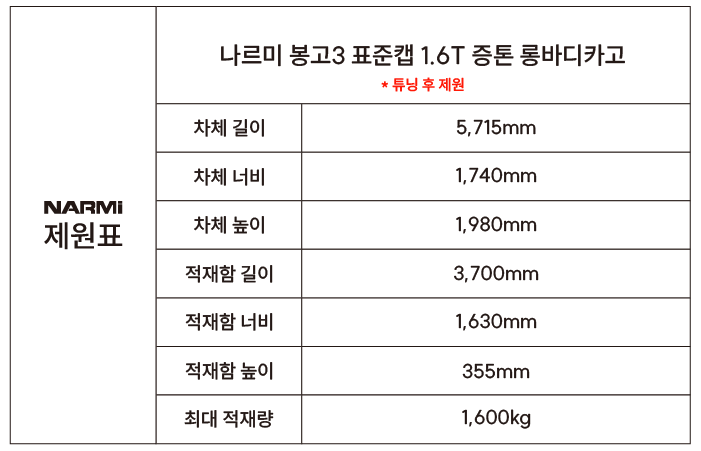 나르미 봉고3 표준캡 1.6T 증톤 롱바디카고
* 튜닝 후 제원
NARMi
제원표
차체 길이 5,715mm
차체 너비 1,740mm
차체 높이 1,980mm
적재함 길이 3,700mm
적재함 너비 1,630mm
적재함 높이 355mm
최대 적재량 1,600kg